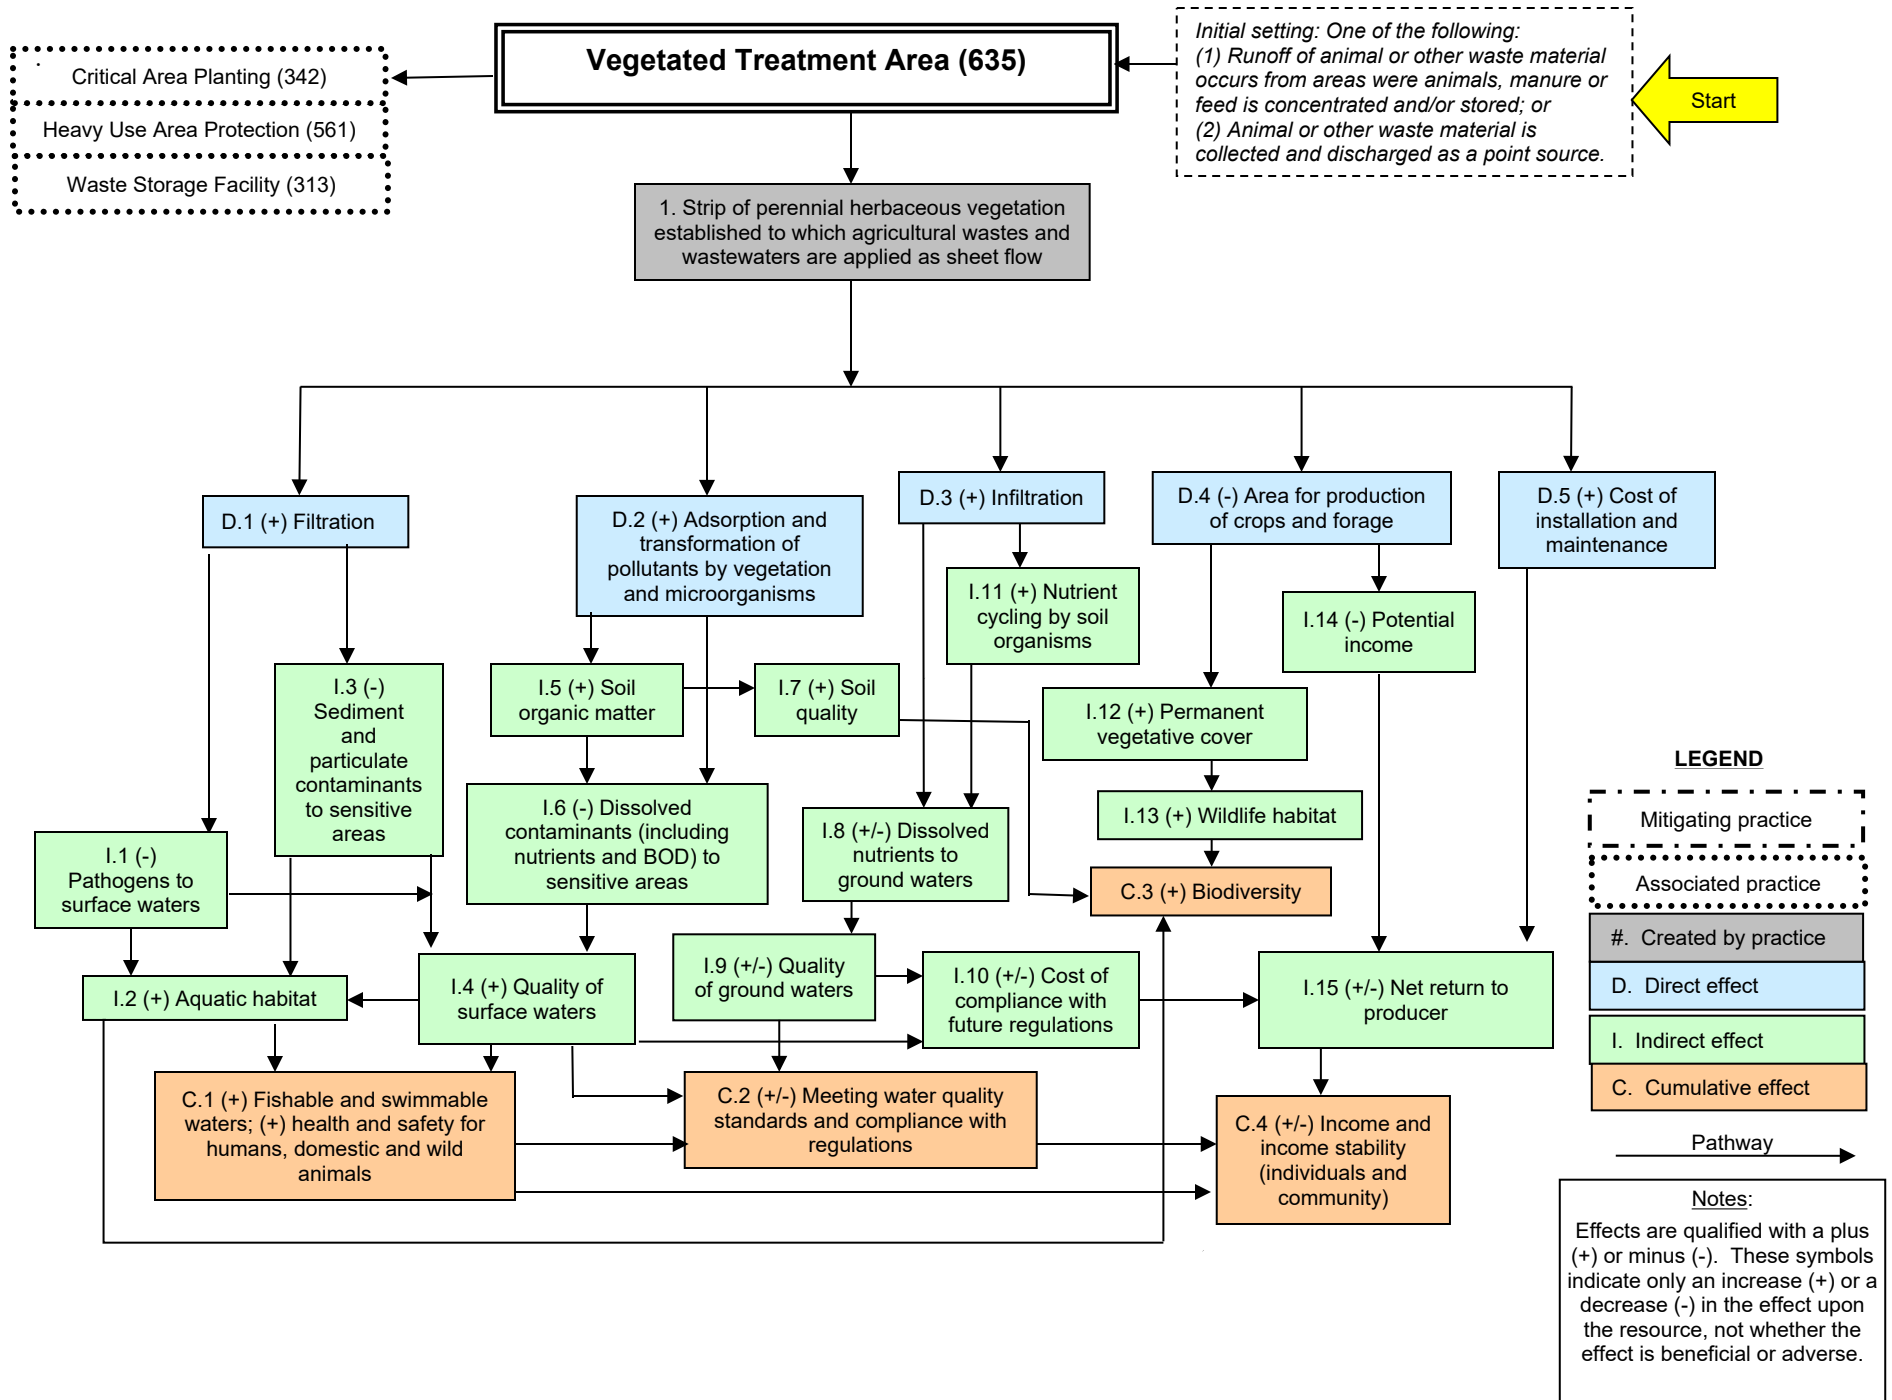 Vegetated Treatment Area (635)
Initial setting: One of the following:
(1) Runoff of animal or other waste material
occurs from areas were animals, manure or
feed is concentrated and/or stored; or
(2) Animal or other waste material is
collected and discharged as a point source.
Start
Critical Area Planting (342)
Heavy Use Area Protection (561)
Waste Storage Facility (313)
1. Strip of perennial herbaceous vegetation
established to which agricultural wastes and
wastewaters are applied as sheet flow
D.1 (+) Filtration
D.2 (+) Adsorption and
transformation of
pollutants by vegetation
and microorganisms
D.3 (+) Infiltration
D.4 (-) Area for production
of crops and forage
D.5 (+) Cost of
installation and
maintenance
I.11 (+) Nutrient
cycling by soil
organisms
I.14 (-) Potential
income
I.3 (-)
Sediment
and
particulate
contaminants
to sensitive
areas
I.5 (+) Soil
organic matter
I.7 (+) Soil
quality
I.12 (+) Permanent
vegetative cover
I.6 (-) Dissolved
contaminants (including
nutrients and BOD) to
sensitive areas
I.8 (+/-) Dissolved
nutrients to
ground waters
I.13 (+) Wildlife habitat
I.1 (-)
Pathogens to
surface waters
C.3 (+) Biodiversity
I.2 (+) Aquatic habitat
I.4 (+) Quality of
surface waters
I.9 (+/-) Quality
of ground waters
I.10 (+/-) Cost of
compliance with
future regulations
I.15 (+/-) Net return to
producer
C.1 (+) Fishable and swimmable
waters; (+) health and safety for
humans, domestic and wild
animals
C.2 (+/-) Meeting water quality
standards and compliance with
regulations
C.4 (+/-) Income and
income stability
(individuals and
community)
LEGEND
Mitigating practice
Associated practice
#. Created by practice
D. Direct effect
I. Indirect effect
C. Cumulative effect
Pathway
Notes:
Effects are qualified with a plus
(+) or minus (-). These symbols
indicate only an increase (+) or a
decrease (-) in the effect upon
the resource, not whether the
effect is beneficial or adverse.